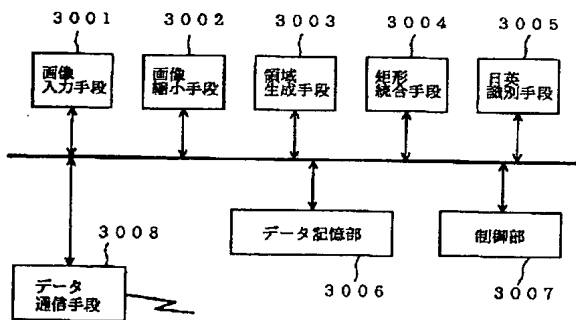 ３００１
３００２
３００３
３００４
３００５
画像
入力手段
画像
縮小手段
領域
生成手段
矩形
統合手段
日英
識別手段
３００８
データ記憶部
制御部
３００６
３００７
データ
通信手段